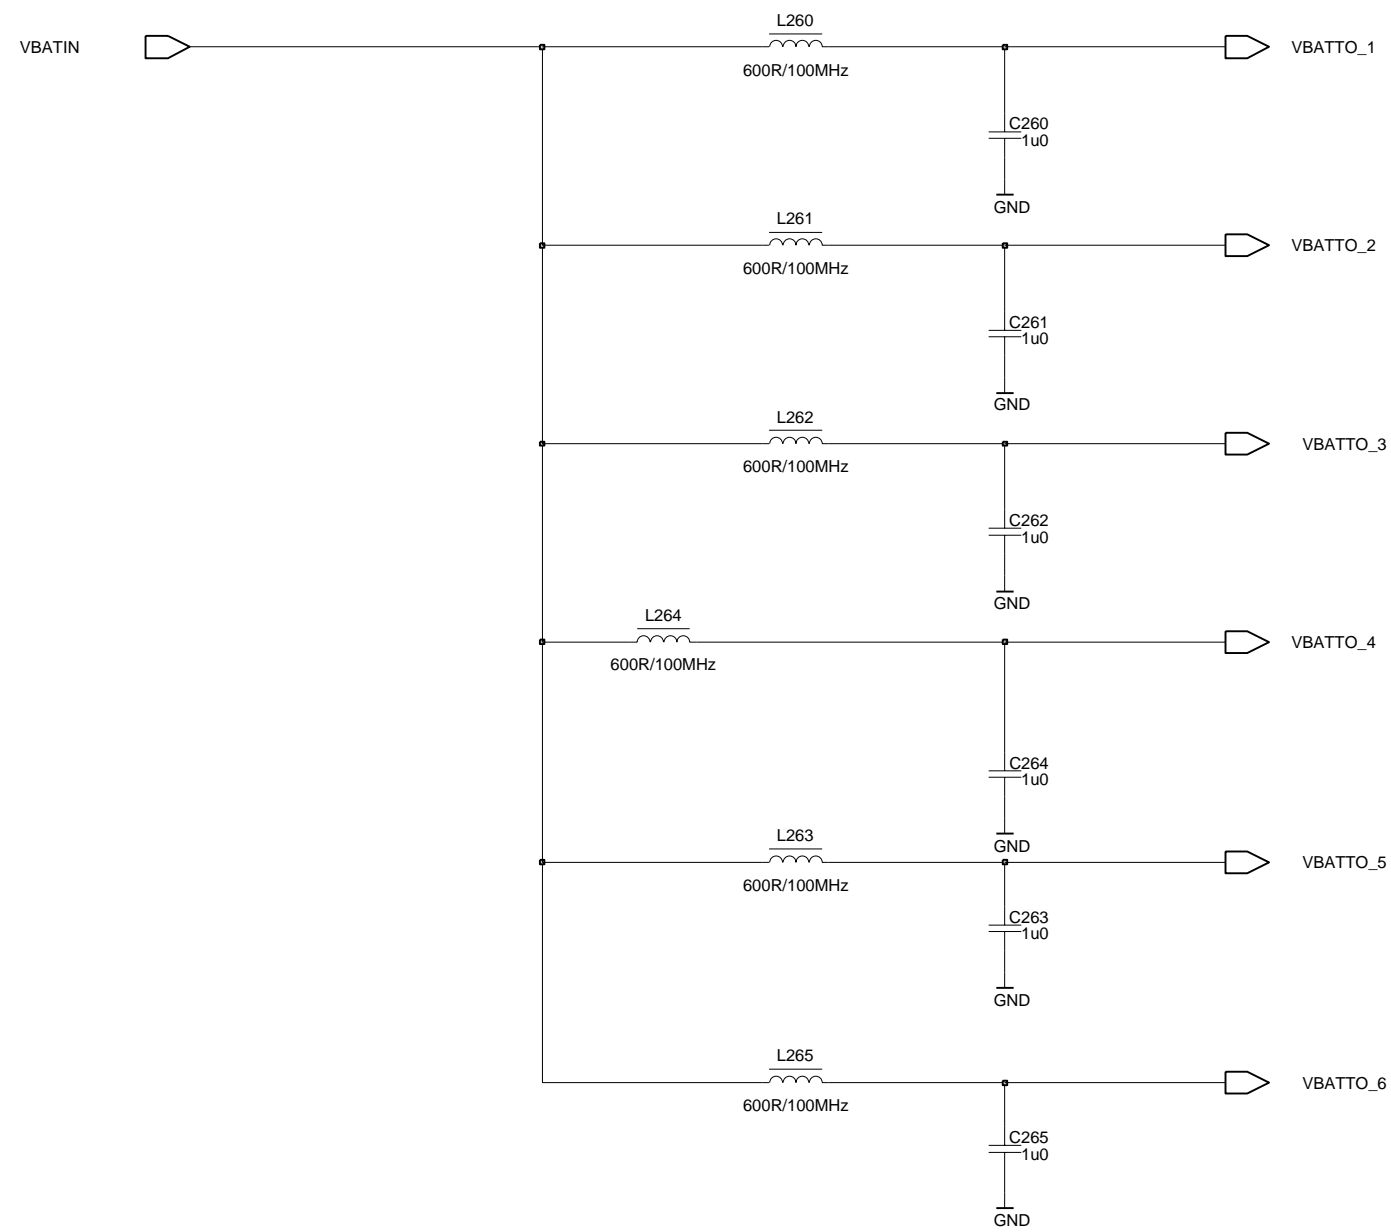 L260
VBATIN
VBATTO_1
600R/100MHz
C260
1u0
GND
L261
VBATTO_2
600R/100MHz
C261
1u0
GND
L262
VBATTO_3
600R/100MHz
C262
1u0
GND
L264
VBATTO_4
600R/100MHz
C264
1u0
GND
L263
VBATTO_5
600R/100MHz
C263
1u0
GND
L265
VBATTO_6
600R/100MHz
C265
1u0
GND